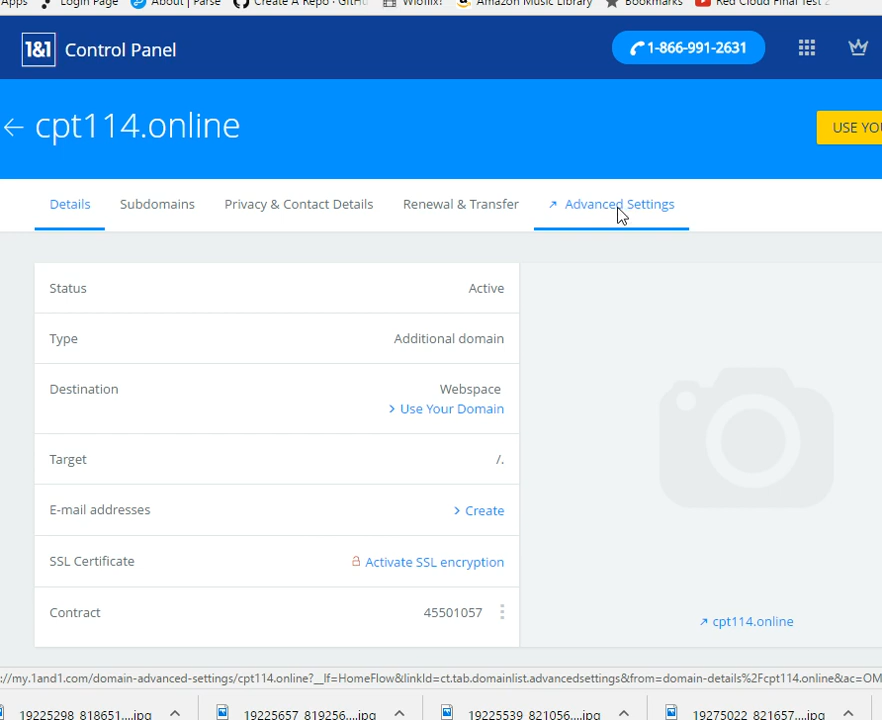 Apps Login Page About | Parse Create A Repo · GitHu Wioflix! Amazon Music Library Bookmarks Red Cloud Final Test 2
1&1 Control Panel 1-866-991-2631
← cpt114.online
USE YOU
Details Subdomains Privacy & Contact Details Renewal & Transfer Advanced Settings
Status Active
Type Additional domain
Destination Webspace
> Use Your Domain
Target /.
E-mail addresses > Create
SSL Certificate Activate SSL encryption
Contract 45501057
cpt114.online
://my.1and1.com/domain-advanced-settings/cpt114.online?__lf=HomeFlow&linkId=ct.tab.domainlist.advancedsettings&from=domain-details%2Fcpt114.online&ac=OM
19225298_818651....jpg 19225657_819256....jpg 19225539_821056....jpg 19275022_821657....jpg